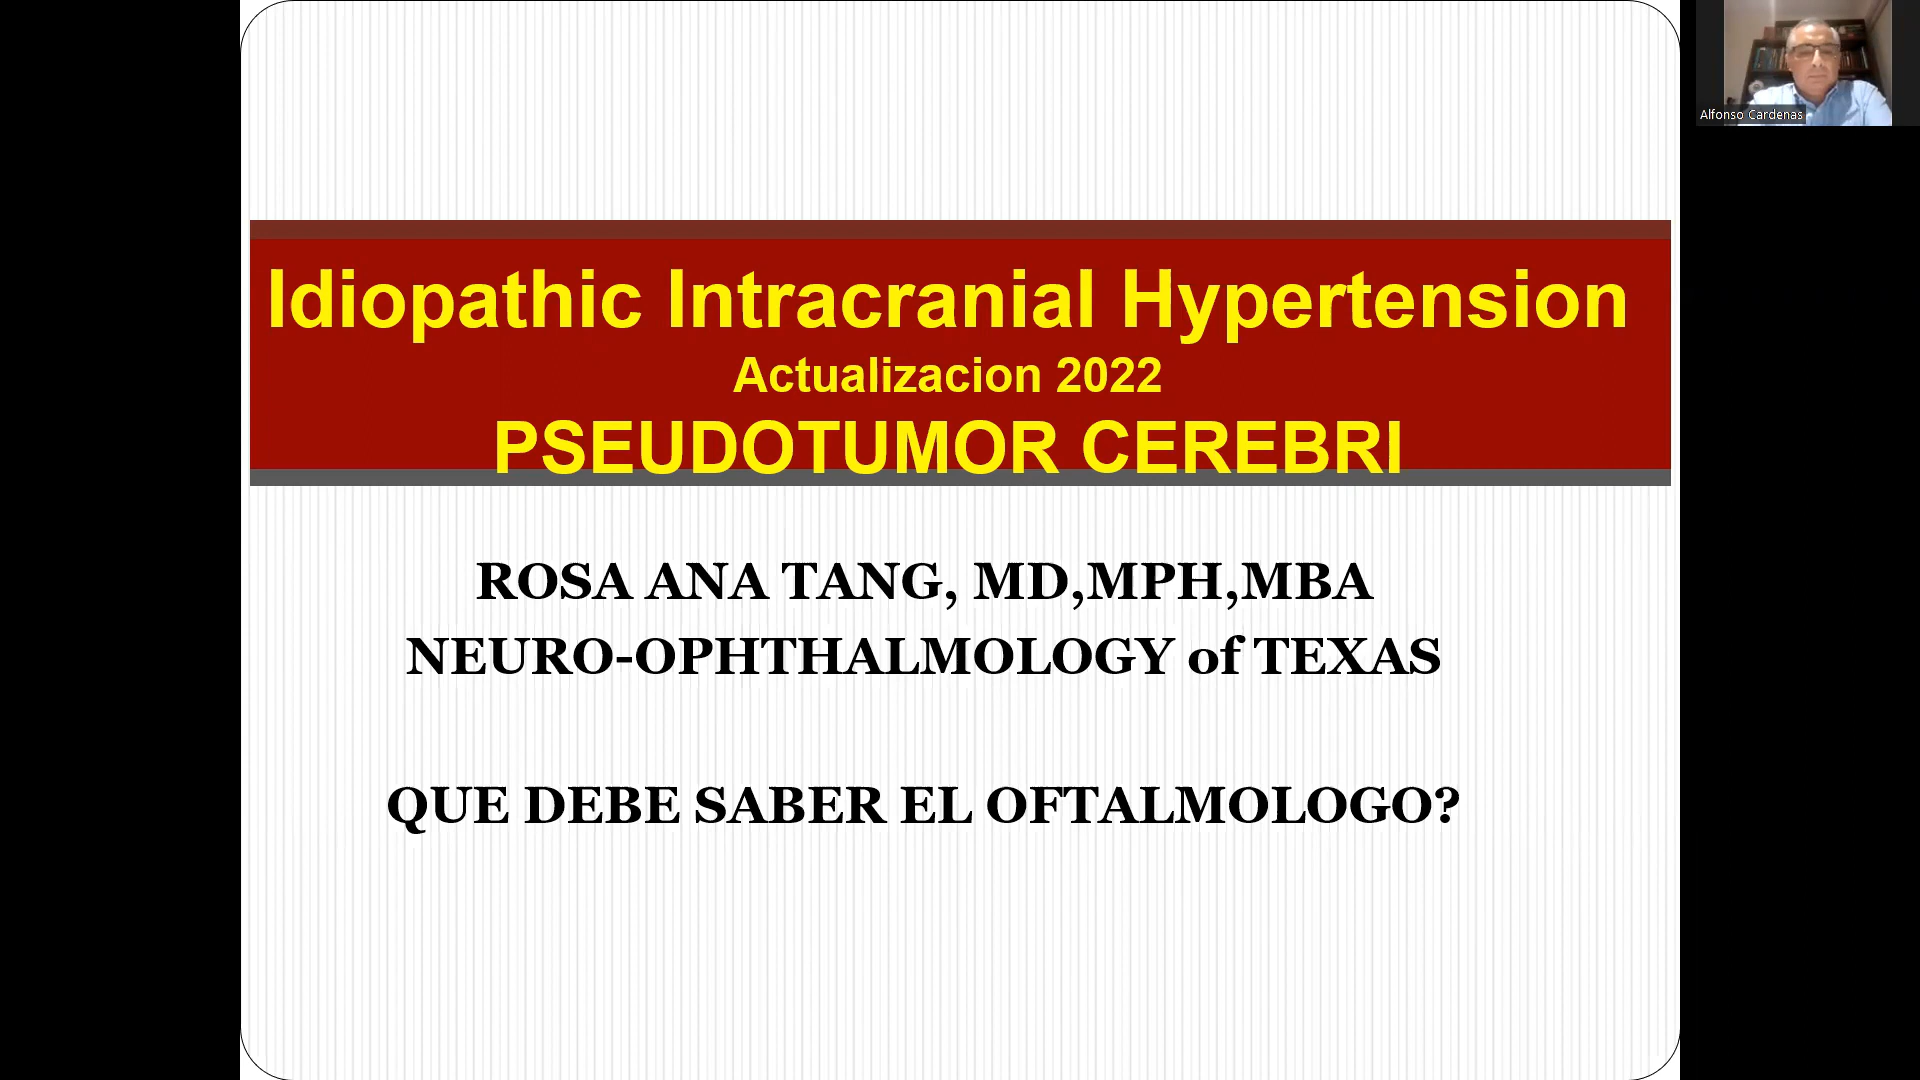 Idiopathic Intracranial Hypertension
Actualizacion 2022
PSEUDOTUMOR CEREBRI
ROSA ANA TANG, MD,MPH,MBA
NEURO-OPHTHALMOLOGY of TEXAS
QUE DEBE SABER EL OFTALMOLOGO?
Alfonso Cardenas